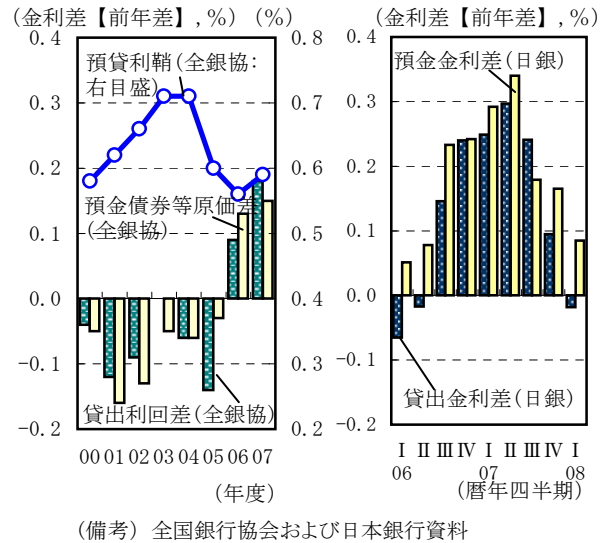 (金利差【前年差】,%) (%)
0.4
0.3
0.2
0.1
0.0
-0.1
-0.2
0.8
0.7
0.6
0.5
0.4
0.3
0.2
預貸利鞘(全銀協:
右目盛)
預金債券等原価差
(全銀協)
貸出利回差(全銀協)
00 01 02 03 04 05 06 07
(年度)
(金利差【前年差】,%)
0.4
0.3
0.2
0.1
0.0
-0.1
-0.2
預金金利差(日銀)
貸出金利差(日銀)
Ⅰ Ⅱ Ⅲ Ⅳ Ⅰ Ⅱ Ⅲ Ⅳ Ⅰ
06 07 08
(暦年四半期)
(備考) 全国銀行協会および日本銀行資料